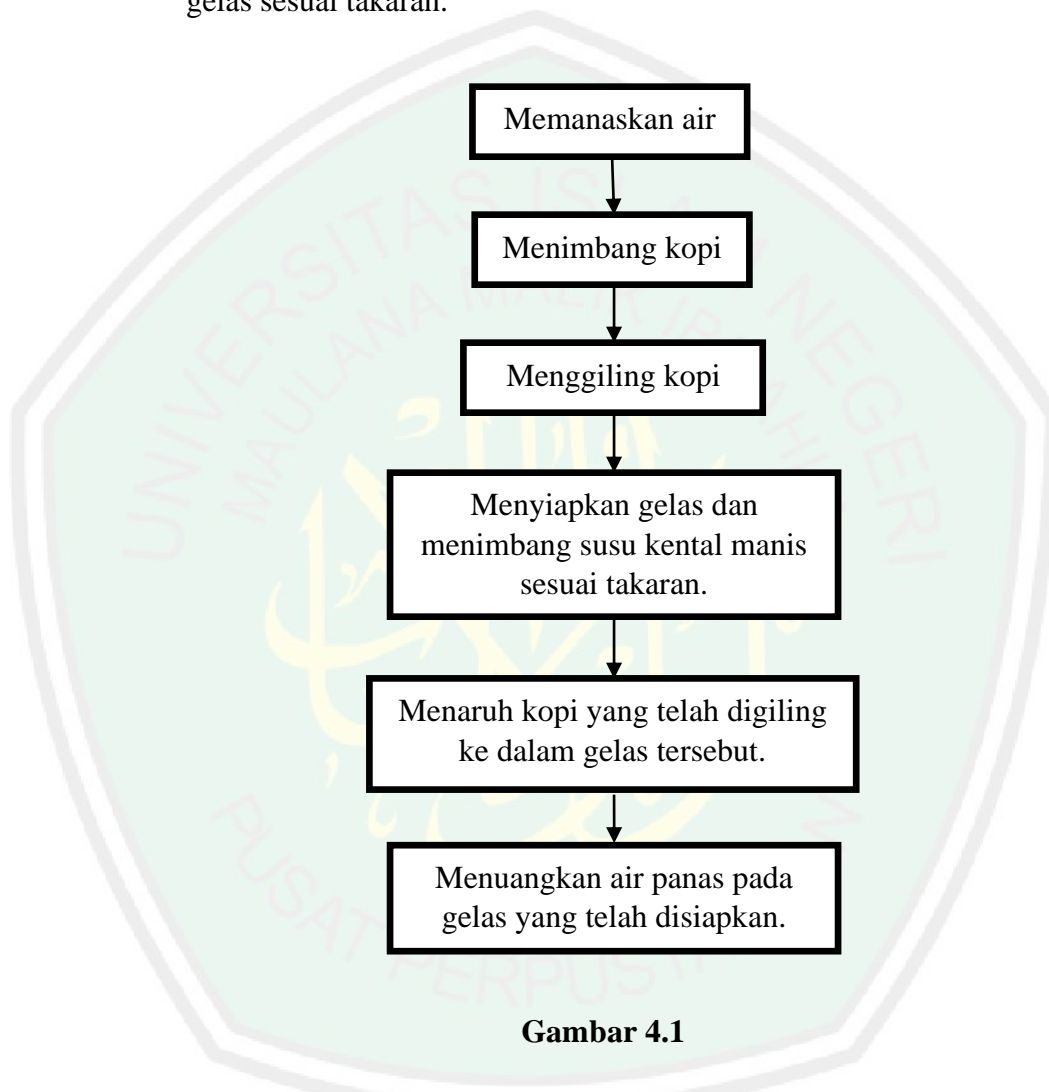 gelas sesuai takaran.
Memanaskan air
Menimbang kopi
Menggiling kopi
Menyiapkan gelas dan
menimbang susu kental manis
sesuai takaran.
Menaruh kopi yang telah digiling
ke dalam gelas tersebut.
Menuangkan air panas pada
gelas yang telah disiapkan.
Gambar 4.1